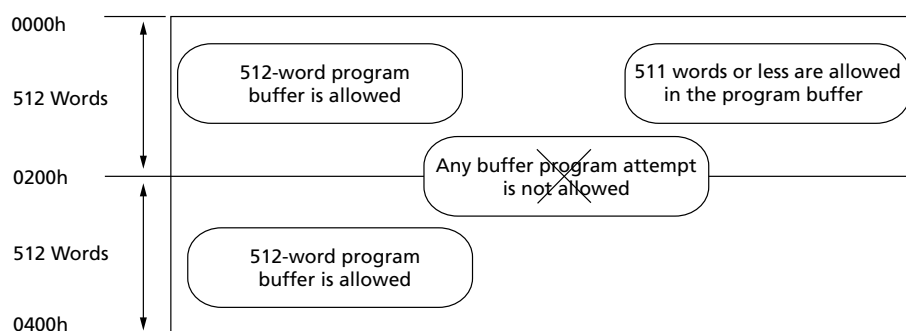 0000h
512-word program
buffer is allowed
511 words or less are allowed
in the program buffer
512 Words
Any buffer program attempt
is not allowed
0200h
512 Words
512-word program
buffer is allowed
0400h